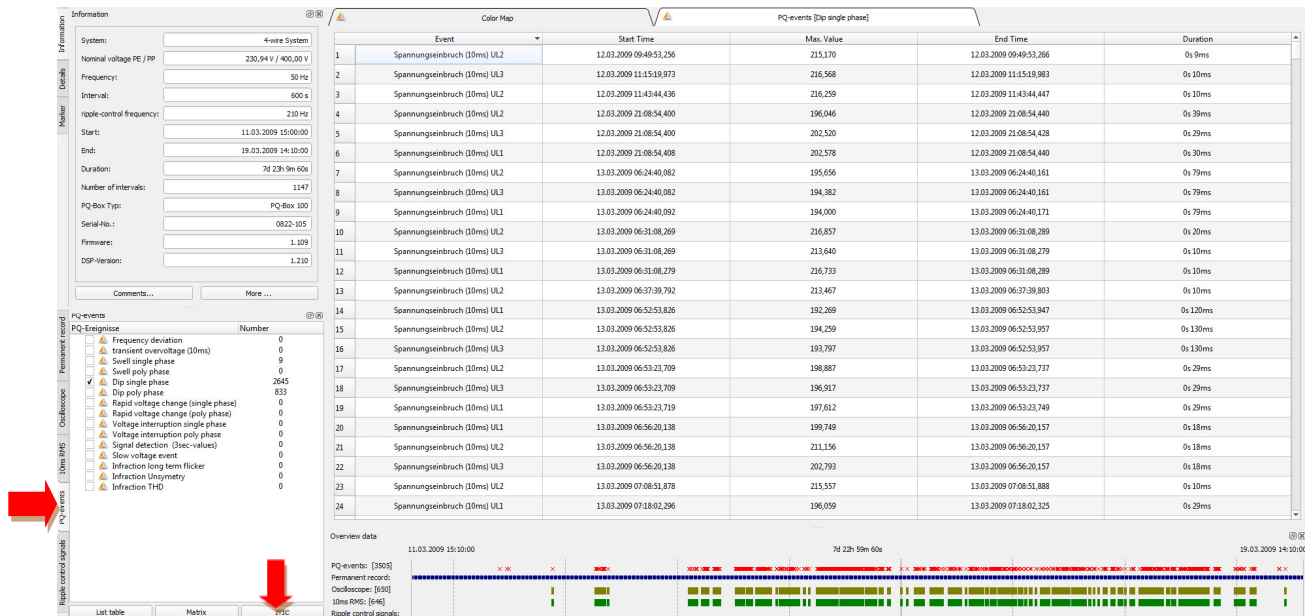 Information
System: 4-wire System
Nominal voltage PE / PP 230,94 V / 400,00 V
Frequency: 50 Hz
Interval: 600 s
ripple-control frequency: 210 Hz
Start: 11.03.2009 15:00:00
End: 19.03.2009 14:10:00
Duration: 7d 23h 9m 60s
Number of intervals: 1147
PQ-Box Typ: PQ-Box 100
Serial-No.: 0822-105
Firmware: 1.109
DSP-Version: 1.210
Comments... More ...
Information
Details
Marker
Permanent record
Oscilloscope
10ms RMS
PQ-events
Ripple control signals
PQ-events
PQ-Ereignisse Number
Frequency deviation 0
transient overvoltage (10ms) 0
Swell single phase 9
Swell poly phase 0
Dip single phase 2645
Dip poly phase 833
Rapid voltage change (single phase) 0
Rapid voltage change (poly phase) 0
Voltage interruption single phase 0
Voltage interruption poly phase 0
Signal detection (3sec-values) 0
Slow voltage event 0
Infraction long term flicker 0
Infraction Unsymetry 0
Infraction THD 0
List table Matrix ITIC
Color Map PQ-events [Dip single phase]
Event Start Time Max. Value End Time Duration
1 Spannungseinbruch (10ms) UL2 12.03.2009 09:49:53,256 215,170 12.03.2009 09:49:53,266 0s 9ms
2 Spannungseinbruch (10ms) UL3 12.03.2009 11:15:19,973 216,568 12.03.2009 11:15:19,983 0s 10ms
3 Spannungseinbruch (10ms) UL2 12.03.2009 11:43:44,436 216,259 12.03.2009 11:43:44,447 0s 10ms
4 Spannungseinbruch (10ms) UL2 12.03.2009 21:08:54,400 196,046 12.03.2009 21:08:54,440 0s 39ms
5 Spannungseinbruch (10ms) UL3 12.03.2009 21:08:54,400 202,520 12.03.2009 21:08:54,428 0s 29ms
6 Spannungseinbruch (10ms) UL1 12.03.2009 21:08:54,408 202,578 12.03.2009 21:08:54,440 0s 30ms
7 Spannungseinbruch (10ms) UL2 13.03.2009 06:24:40,082 195,656 13.03.2009 06:24:40,161 0s 79ms
8 Spannungseinbruch (10ms) UL3 13.03.2009 06:24:40,082 194,382 13.03.2009 06:24:40,161 0s 79ms
9 Spannungseinbruch (10ms) UL1 13.03.2009 06:24:40,092 194,000 13.03.2009 06:24:40,171 0s 79ms
10 Spannungseinbruch (10ms) UL2 13.03.2009 06:31:08,269 216,857 13.03.2009 06:31:08,289 0s 20ms
11 Spannungseinbruch (10ms) UL3 13.03.2009 06:31:08,269 213,640 13.03.2009 06:31:08,279 0s 10ms
12 Spannungseinbruch (10ms) UL1 13.03.2009 06:31:08,279 216,733 13.03.2009 06:31:08,289 0s 10ms
13 Spannungseinbruch (10ms) UL2 13.03.2009 06:37:39,792 213,467 13.03.2009 06:37:39,803 0s 10ms
14 Spannungseinbruch (10ms) UL1 13.03.2009 06:52:53,826 192,269 13.03.2009 06:52:53,947 0s 120ms
15 Spannungseinbruch (10ms) UL2 13.03.2009 06:52:53,826 194,259 13.03.2009 06:52:53,957 0s 130ms
16 Spannungseinbruch (10ms) UL3 13.03.2009 06:52:53,826 193,797 13.03.2009 06:52:53,957 0s 130ms
17 Spannungseinbruch (10ms) UL2 13.03.2009 06:53:23,709 198,887 13.03.2009 06:53:23,737 0s 29ms
18 Spannungseinbruch (10ms) UL3 13.03.2009 06:53:23,709 196,917 13.03.2009 06:53:23,737 0s 29ms
19 Spannungseinbruch (10ms) UL1 13.03.2009 06:53:23,719 197,612 13.03.2009 06:53:23,749 0s 29ms
20 Spannungseinbruch (10ms) UL1 13.03.2009 06:56:20,138 199,749 13.03.2009 06:56:20,157 0s 18ms
21 Spannungseinbruch (10ms) UL2 13.03.2009 06:56:20,138 211,156 13.03.2009 06:56:20,157 0s 18ms
22 Spannungseinbruch (10ms) UL3 13.03.2009 06:56:20,138 202,793 13.03.2009 06:56:20,157 0s 18ms
23 Spannungseinbruch (10ms) UL2 13.03.2009 07:08:51,878 215,557 13.03.2009 07:08:51,888 0s 10ms
24 Spannungseinbruch (10ms) UL1 13.03.2009 07:18:02,296 196,059 13.03.2009 07:18:02,325 0s 29ms
Overview data
11.03.2009 15:10:00 7d 22h 59m 60s 19.03.2009 14:10:00
PQ-events: [3505]
Permanent record:
Oscilloscope: [650]
10ms RMS: [646]
Ripple control signals: